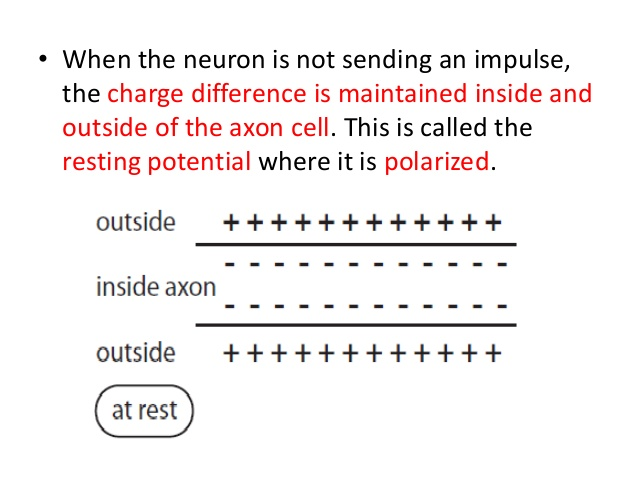 • When the neuron is not sending an impulse,
the charge difference is maintained inside and
outside of the axon cell. This is called the
resting potential where it is polarized.
outside + + + + + + + + + + + +
- - - - - - - - - - - -
inside axon
- - - - - - - - - - - -
outside + + + + + + + + + + + +
at rest